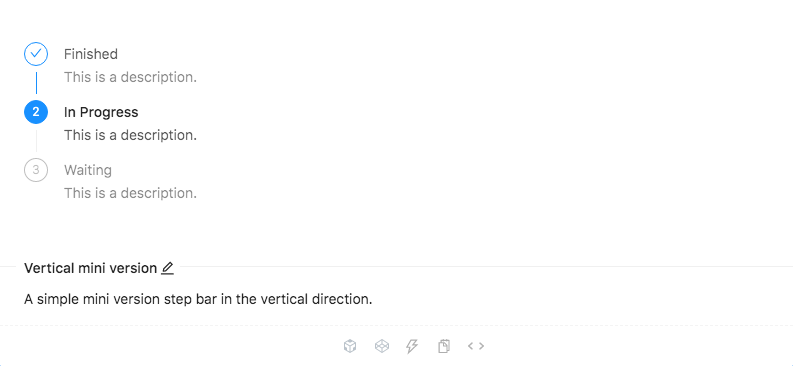 Finished
This is a description.
2
In Progress
This is a description.
3
Waiting
This is a description.
Vertical mini version
A simple mini version step bar in the vertical direction.